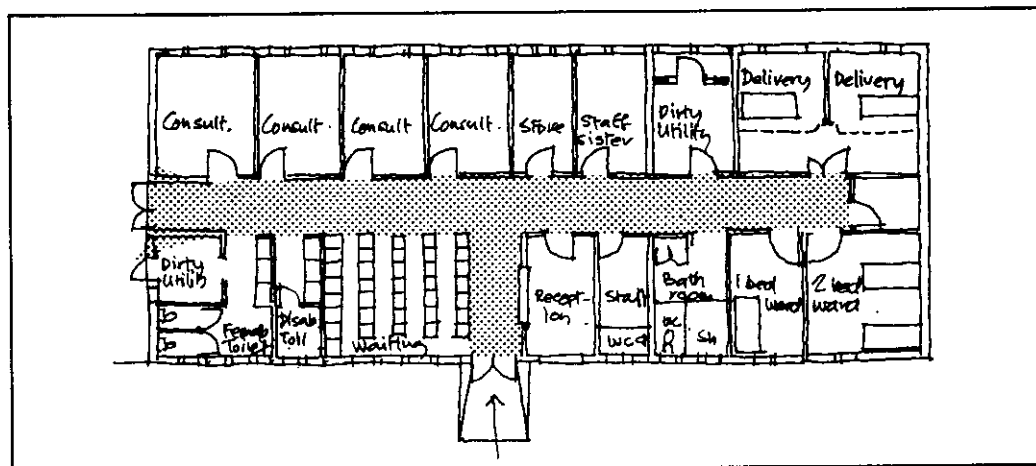 Consult.
Consult.
Consult
Consult.
Store
Staff
sister
Dirty
Utility
Delivery
Delivery
Dirty
Utility
Female
Toilet
Disab
Toil
Waiting
Recept-
ion
Staff
WC
Bath
room
WC
Sh
1 bed
ward
2 bed
ward